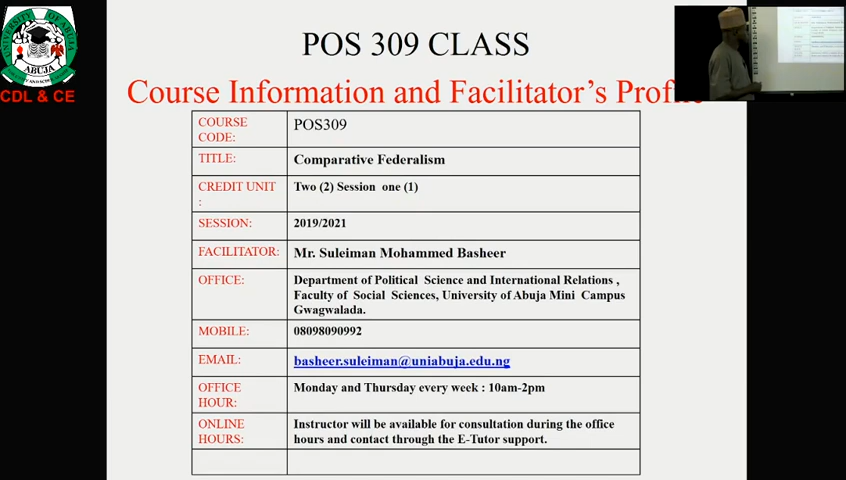 UNIVERSITY OF ABUJA
ABUJA
CDL & CE
POS 309 CLASS
Course Information and Facilitator's
COURSE
CODE:
POS309
TITLE:
Comparative Federalism
CREDIT UNIT
:
Two (2) Session one (1)
SESSION:
2019/2021
FACILITATOR:
Mr. Suleiman Mohammed Basheer
OFFICE:
Department of Political Science and International Relations ,
Faculty of Social Sciences, University of Abuja Mini Campus
Gwagwalada.
MOBILE:
08098090992
EMAIL:
basheer.suleiman@uniabuja.edu.ng
OFFICE
HOUR:
Monday and Thursday every week : 10am-2pm
ONLINE
HOURS:
Instructor will be available for consultation during the office
hours and contact through the E-Tutor support.